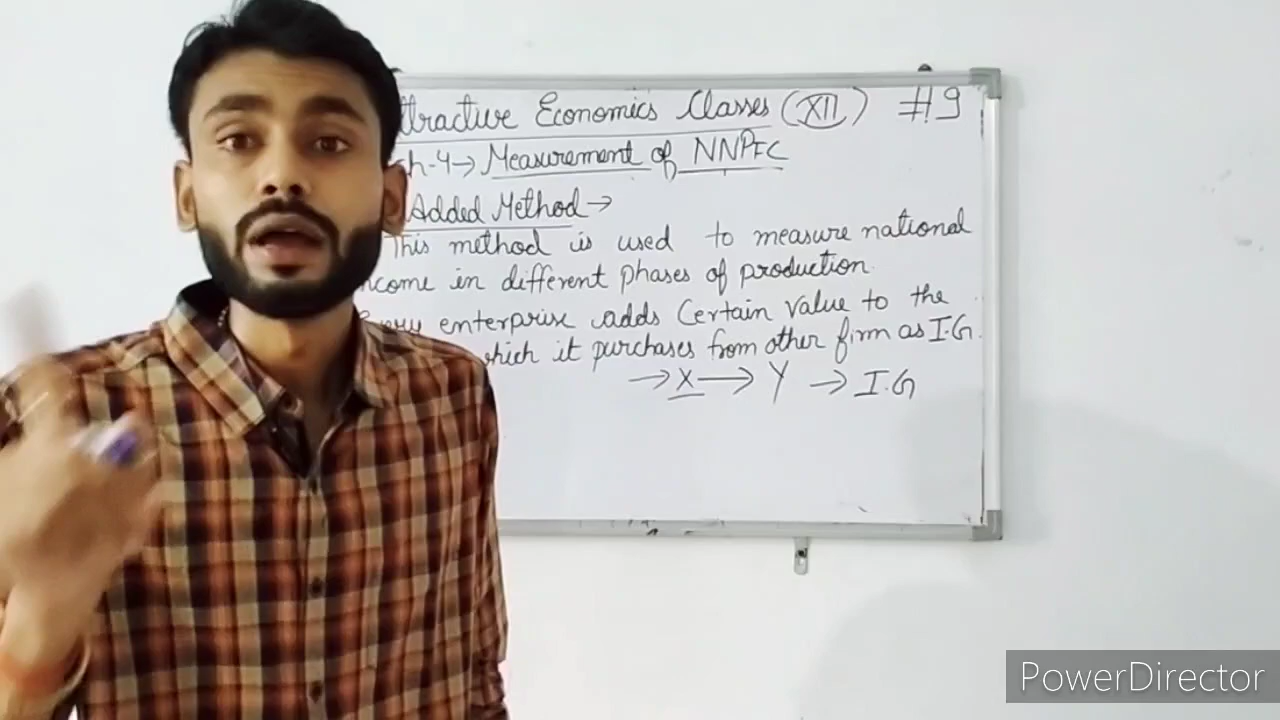 ttractive Economics Classes (XII) #9
ch-4→ Measurement of NNPFC
Added Method→
This method is used to measure national
ncome in different phases of production.
enterprise adds Certain value to the
which it purchases from other firm as I.G.
→X→ Y → I.G
PowerDirector